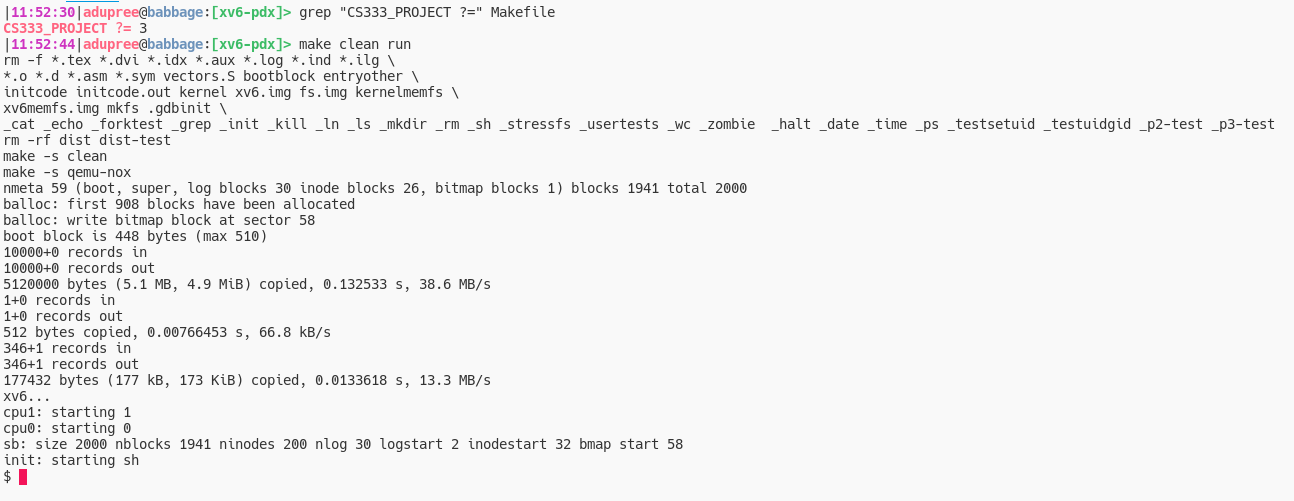 |11:52:30|adupree@babbage:[xv6-pdx]> grep "CS333_PROJECT ?=" Makefile
CS333_PROJECT ?= 3
|11:52:44|adupree@babbage:[xv6-pdx]> make clean run
rm -f *.tex *.dvi *.idx *.aux *.log *.ind *.ilg \
*.o *.d *.asm *.sym vectors.S bootblock entryother \
initcode initcode.out kernel xv6.img fs.img kernelmemfs \
xv6memfs.img mkfs .gdbinit \
_cat _echo _forktest _grep _init _kill _ln _ls _mkdir _rm _sh _stressfs _usertests _wc _zombie  _halt _date _time _ps _testsetuid _testuidgid _p2-test _p3-test
rm -rf dist dist-test
make -s clean
make -s qemu-nox
nmeta 59 (boot, super, log blocks 30 inode blocks 26, bitmap blocks 1) blocks 1941 total 2000
balloc: first 908 blocks have been allocated
balloc: write bitmap block at sector 58
boot block is 448 bytes (max 510)
10000+0 records in
10000+0 records out
5120000 bytes (5.1 MB, 4.9 MiB) copied, 0.132533 s, 38.6 MB/s
1+0 records in
1+0 records out
512 bytes copied, 0.00766453 s, 66.8 kB/s
346+1 records in
346+1 records out
177432 bytes (177 kB, 173 KiB) copied, 0.0133618 s, 13.3 MB/s
xv6...
cpu1: starting 1
cpu0: starting 0
sb: size 2000 nblocks 1941 ninodes 200 nlog 30 logstart 2 inodestart 32 bmap start 58
init: starting sh
$